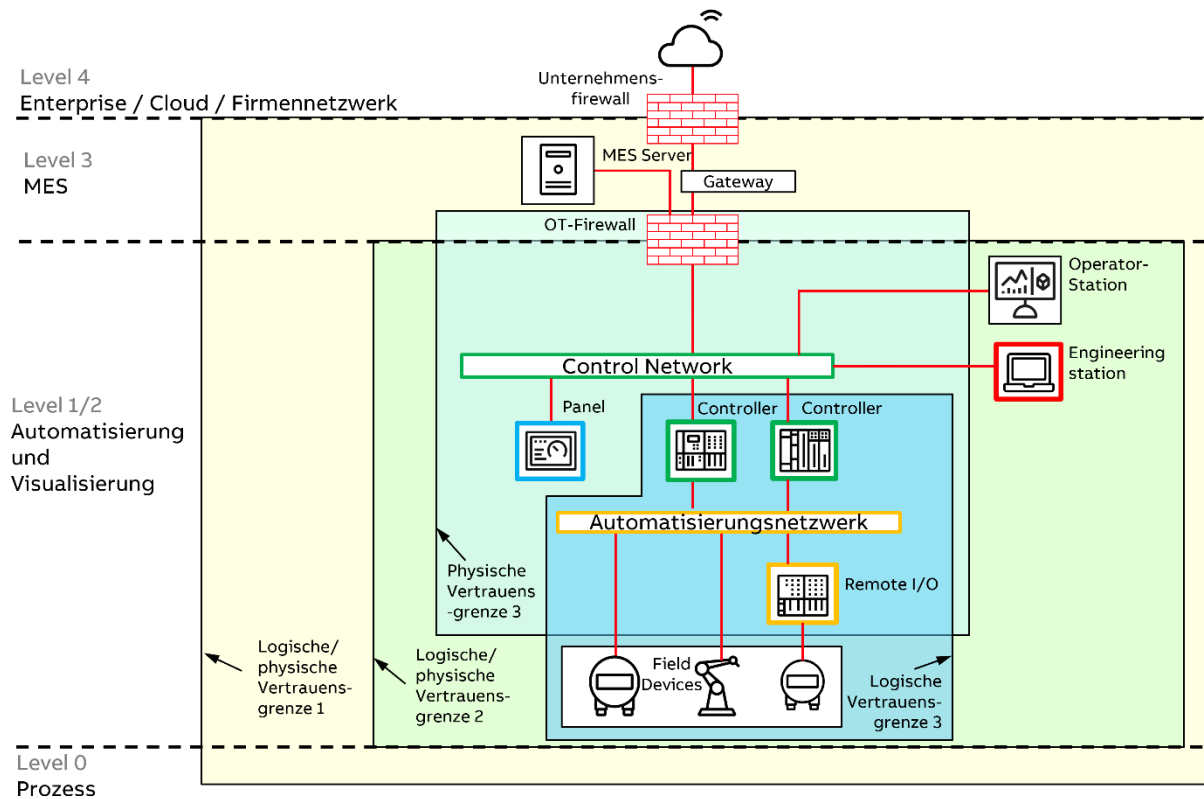 Level 4
Enterprise / Cloud / Firmennetzwerk
Unternehmens-
firewall
Level 3
MES
MES Server
Gateway
OT-Firewall
Operator-
Station
Control Network
Engineering
station
Level 1/2
Automatisierung
und
Visualisierung
Panel
Controller
Controller
Automatisierungsnetzwerk
Physische
Vertrauens
-grenze 3
Remote I/O
Logische/
physische
Vertrauens-
grenze 1
Logische/
physische
Vertrauens-
grenze 2
Field
Devices
Logische
Vertrauens-
grenze 3
Level 0
Prozess